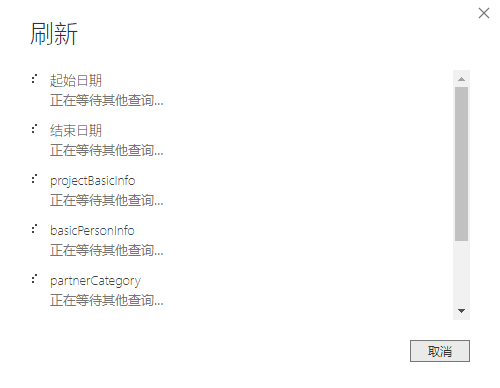 刷新
起始日期
正在等待其他查询...
结束日期
正在等待其他查询...
projectBasicInfo
正在等待其他查询...
basicPersonInfo
正在等待其他查询...
partnerCategory
正在等待其他查询...
取消